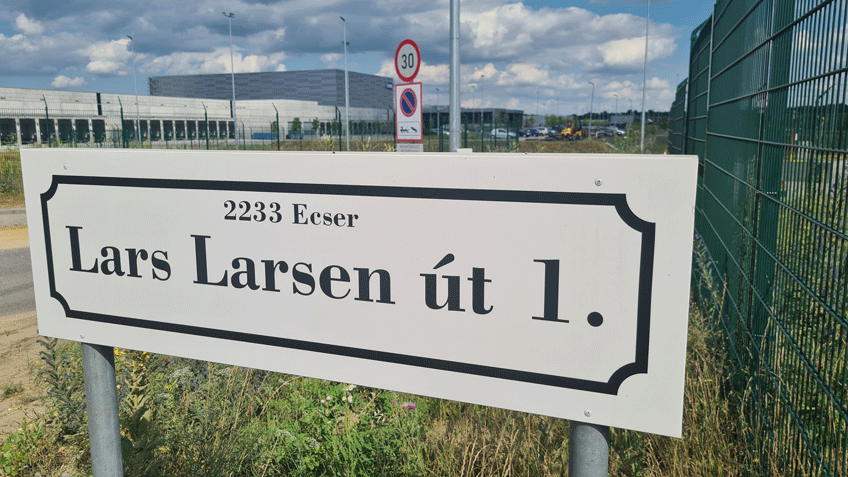 30
2233 Ecser
Lars Larsen út 1.